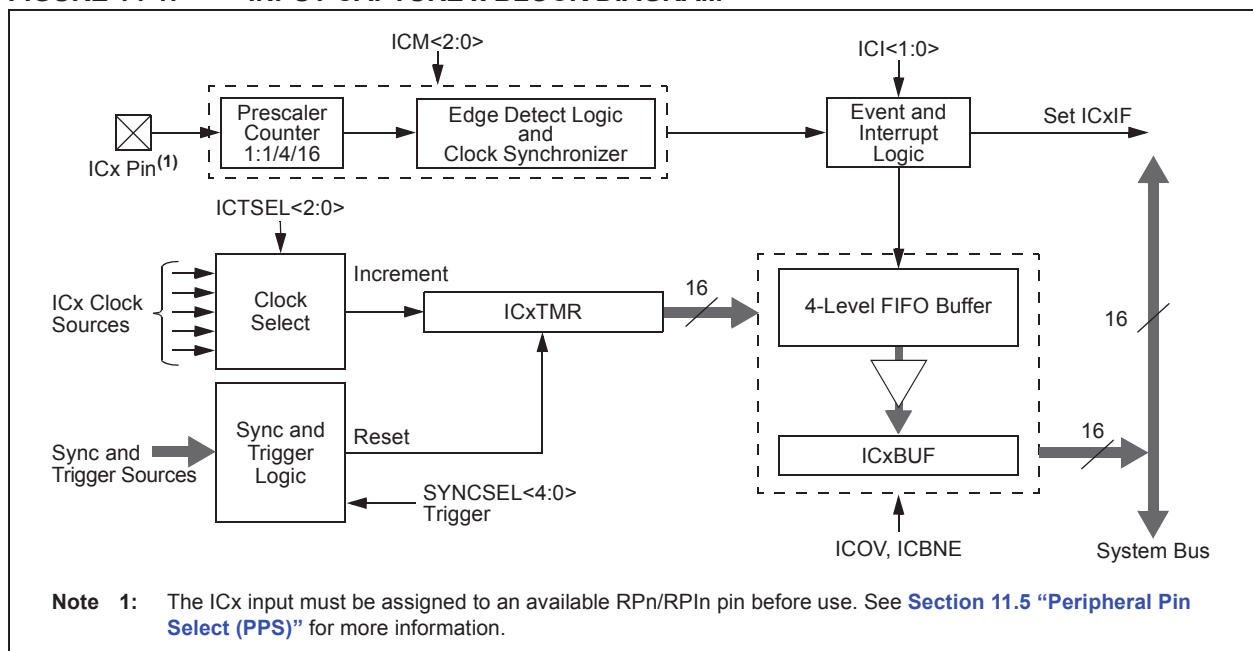 ICM<2:0>
ICI<1:0>
Prescaler
Counter
1:1/4/16
Edge Detect Logic
and
Clock Synchronizer
Event and
Interrupt
Logic
Set ICxIF
ICx Pin(1)
ICTSEL<2:0>
ICx Clock
Sources
Clock
Select
Increment
ICxTMR
16
4-Level FIFO Buffer
16
Sync and
Trigger Sources
Sync and
Trigger
Logic
Reset
SYNCSEL<4:0>
Trigger
ICxBUF
16
ICOV, ICBNE
System Bus
Note 1: The ICx input must be assigned to an available RPn/RPIn pin before use. See Section 11.5 “Peripheral Pin
Select (PPS)” for more information.